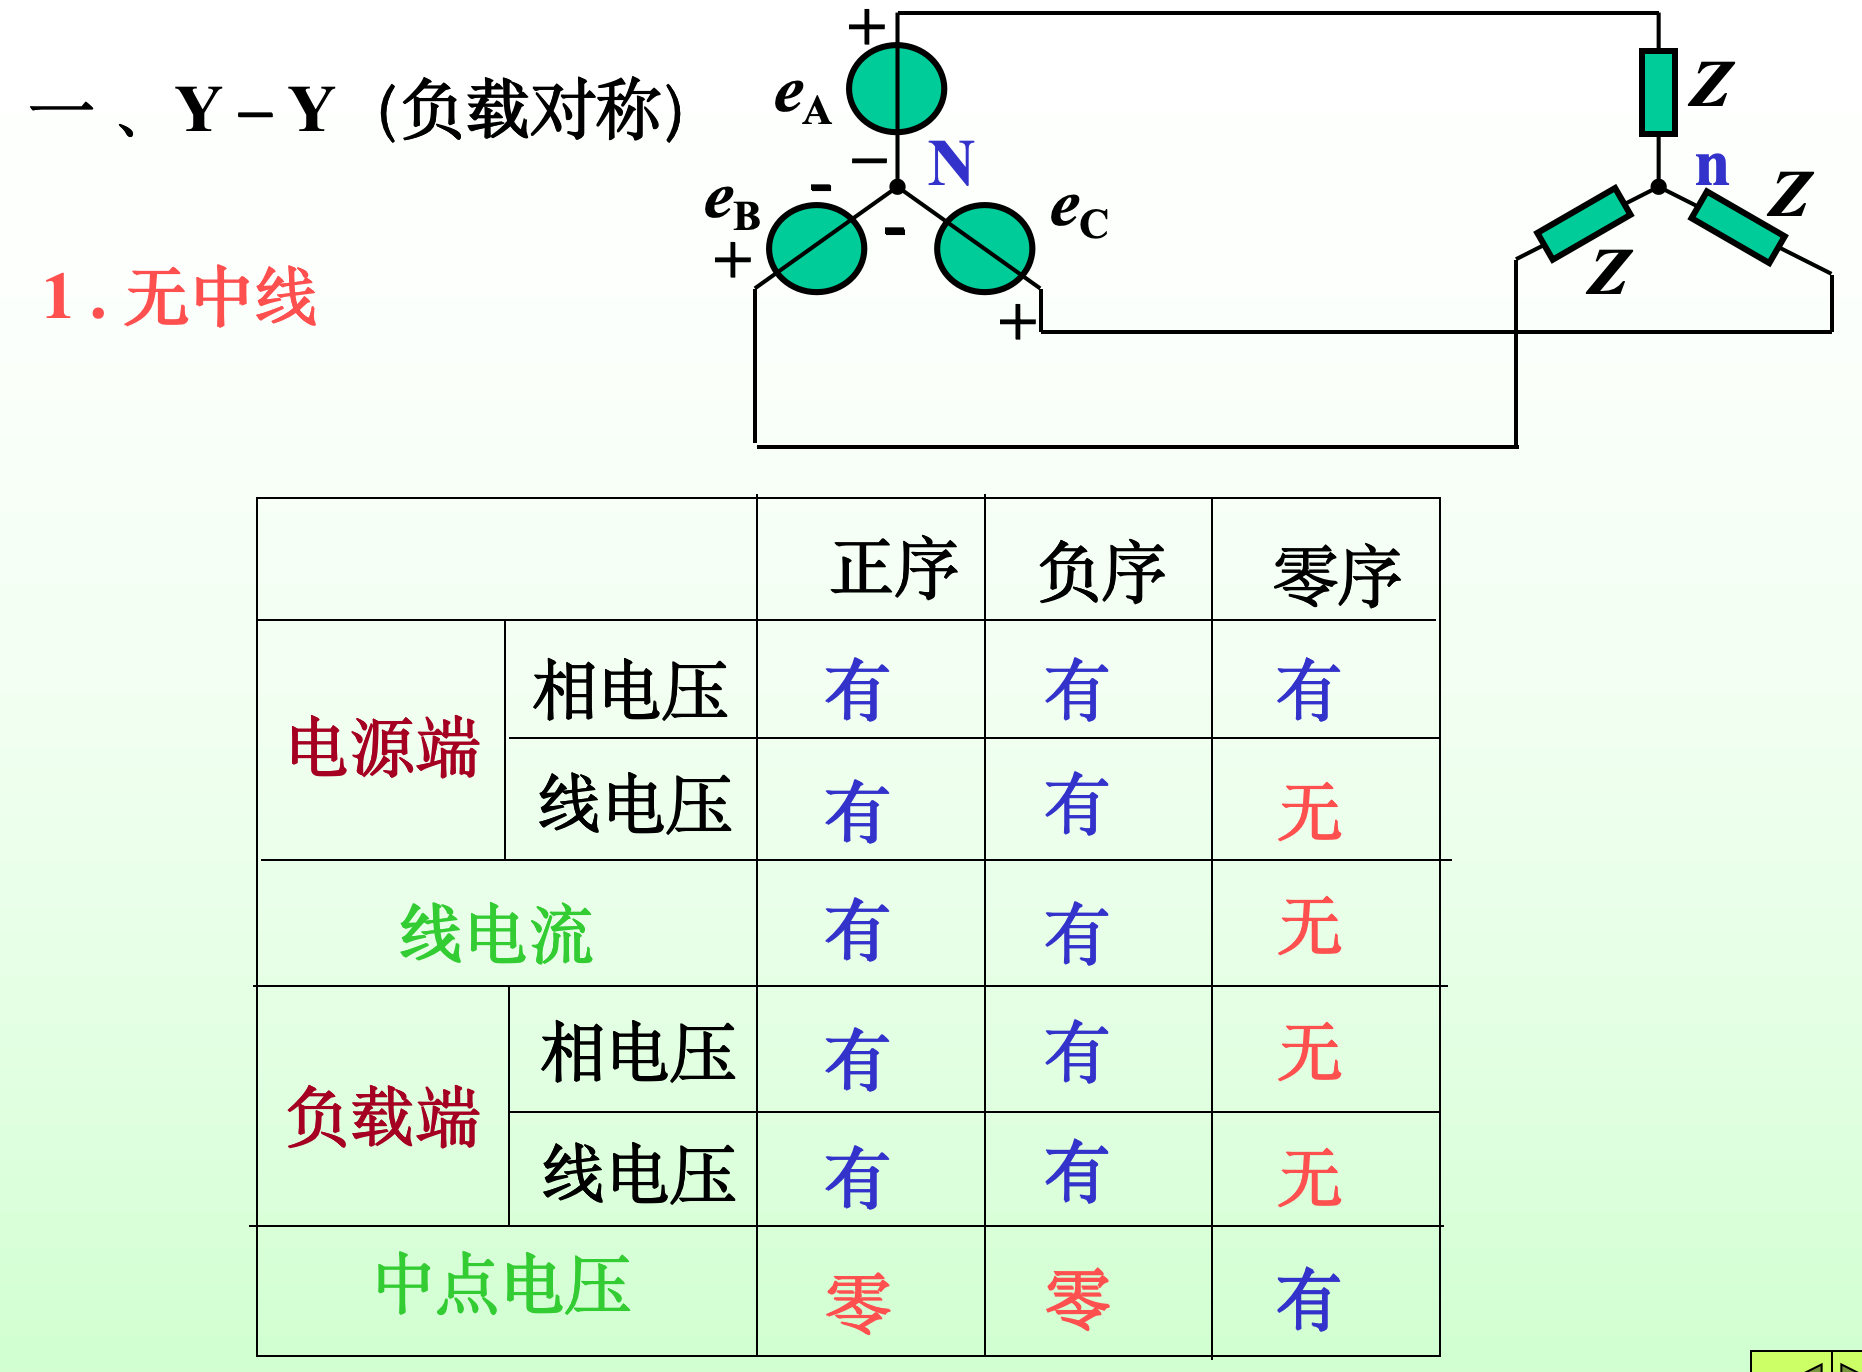 一、Y – Y（负载对称）
1 . 无中线
+
eA
–
N
-
eB
+
-
eC
+
Z
n
Z
Z
正序 负序 零序
电源端 相电压 有 有 有
线电压 有 有 无
线电流 有 有 无
负载端 相电压 有 有 无
线电压 有 有 无
中点电压 零 零 有